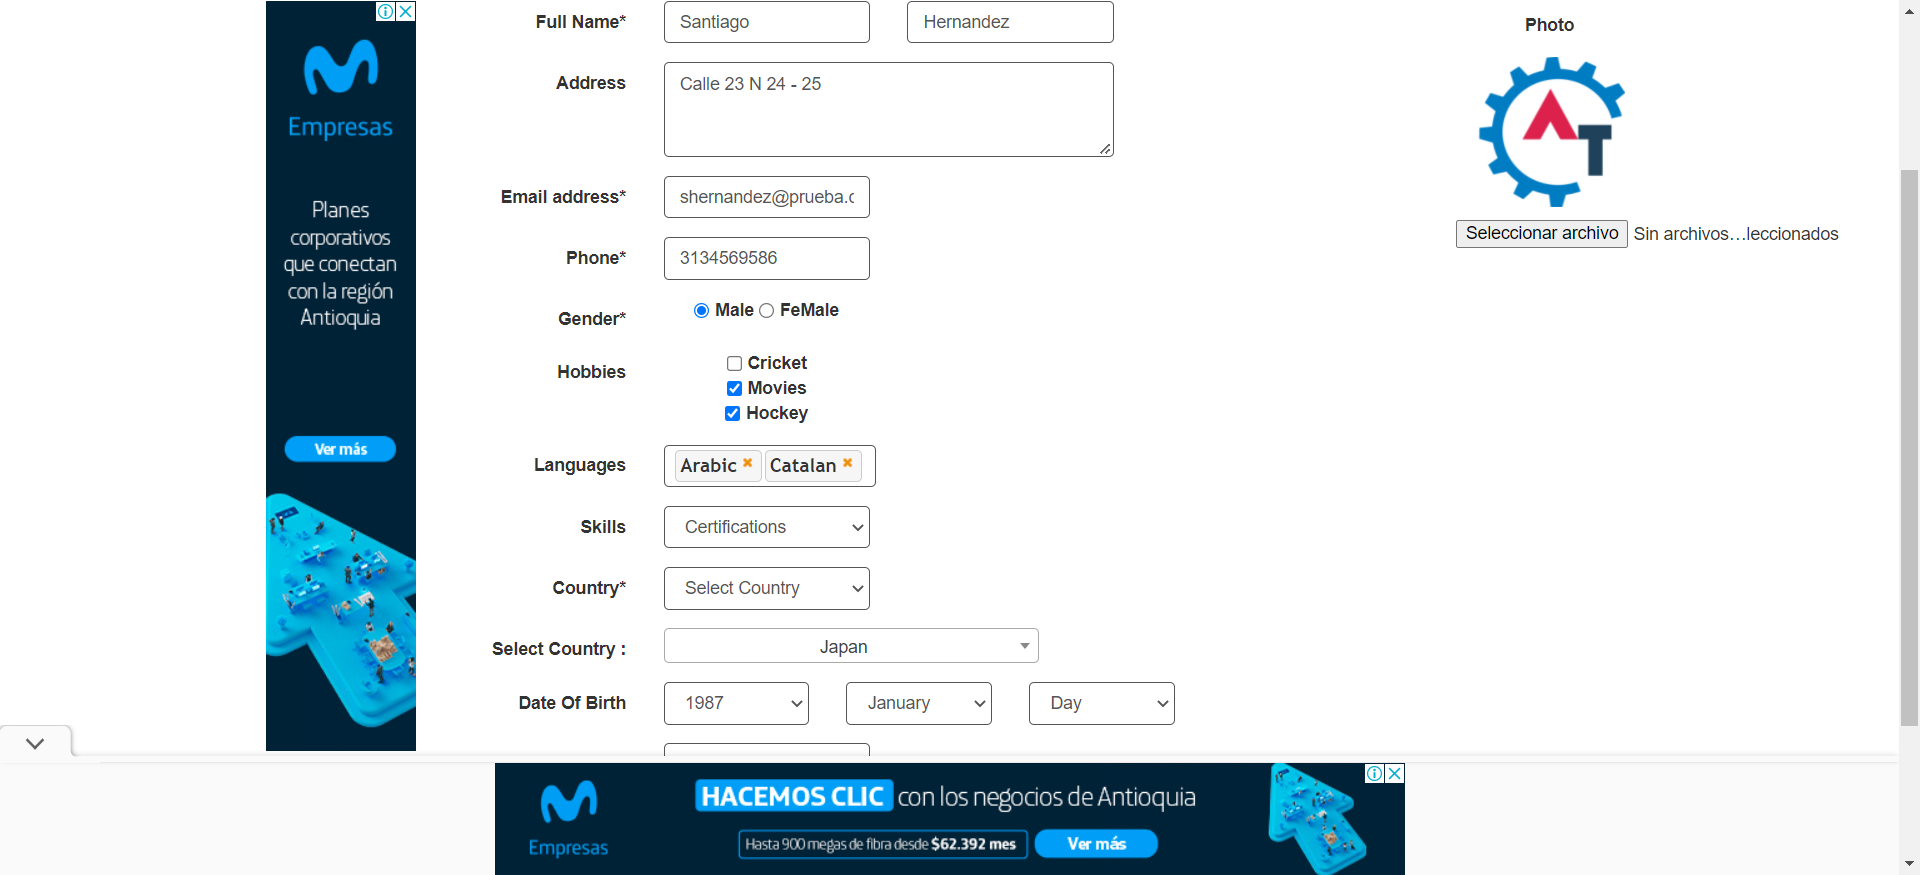 Empresas
Planes
corporativos
que conectan
con la región
Antioquia
Ver más
Full Name*
Santiago
Hernandez
Address
Calle 23 N 24 - 25
Email address*
shernandez@prueba.c
Phone*
3134569586
Gender*
Male
FeMale
Hobbies
Cricket
Movies
Hockey
Languages
Arabic
Catalan
Skills
Certifications
Country*
Select Country
Select Country :
Japan
Date Of Birth
1987
January
Day
Photo
AT
Seleccionar archivo Sin archivos…leccionados
Empresas
HACEMOS CLIC con los negocios de Antioquia
Hasta 900 megas de fibra desde $62.392 mes
Ver más